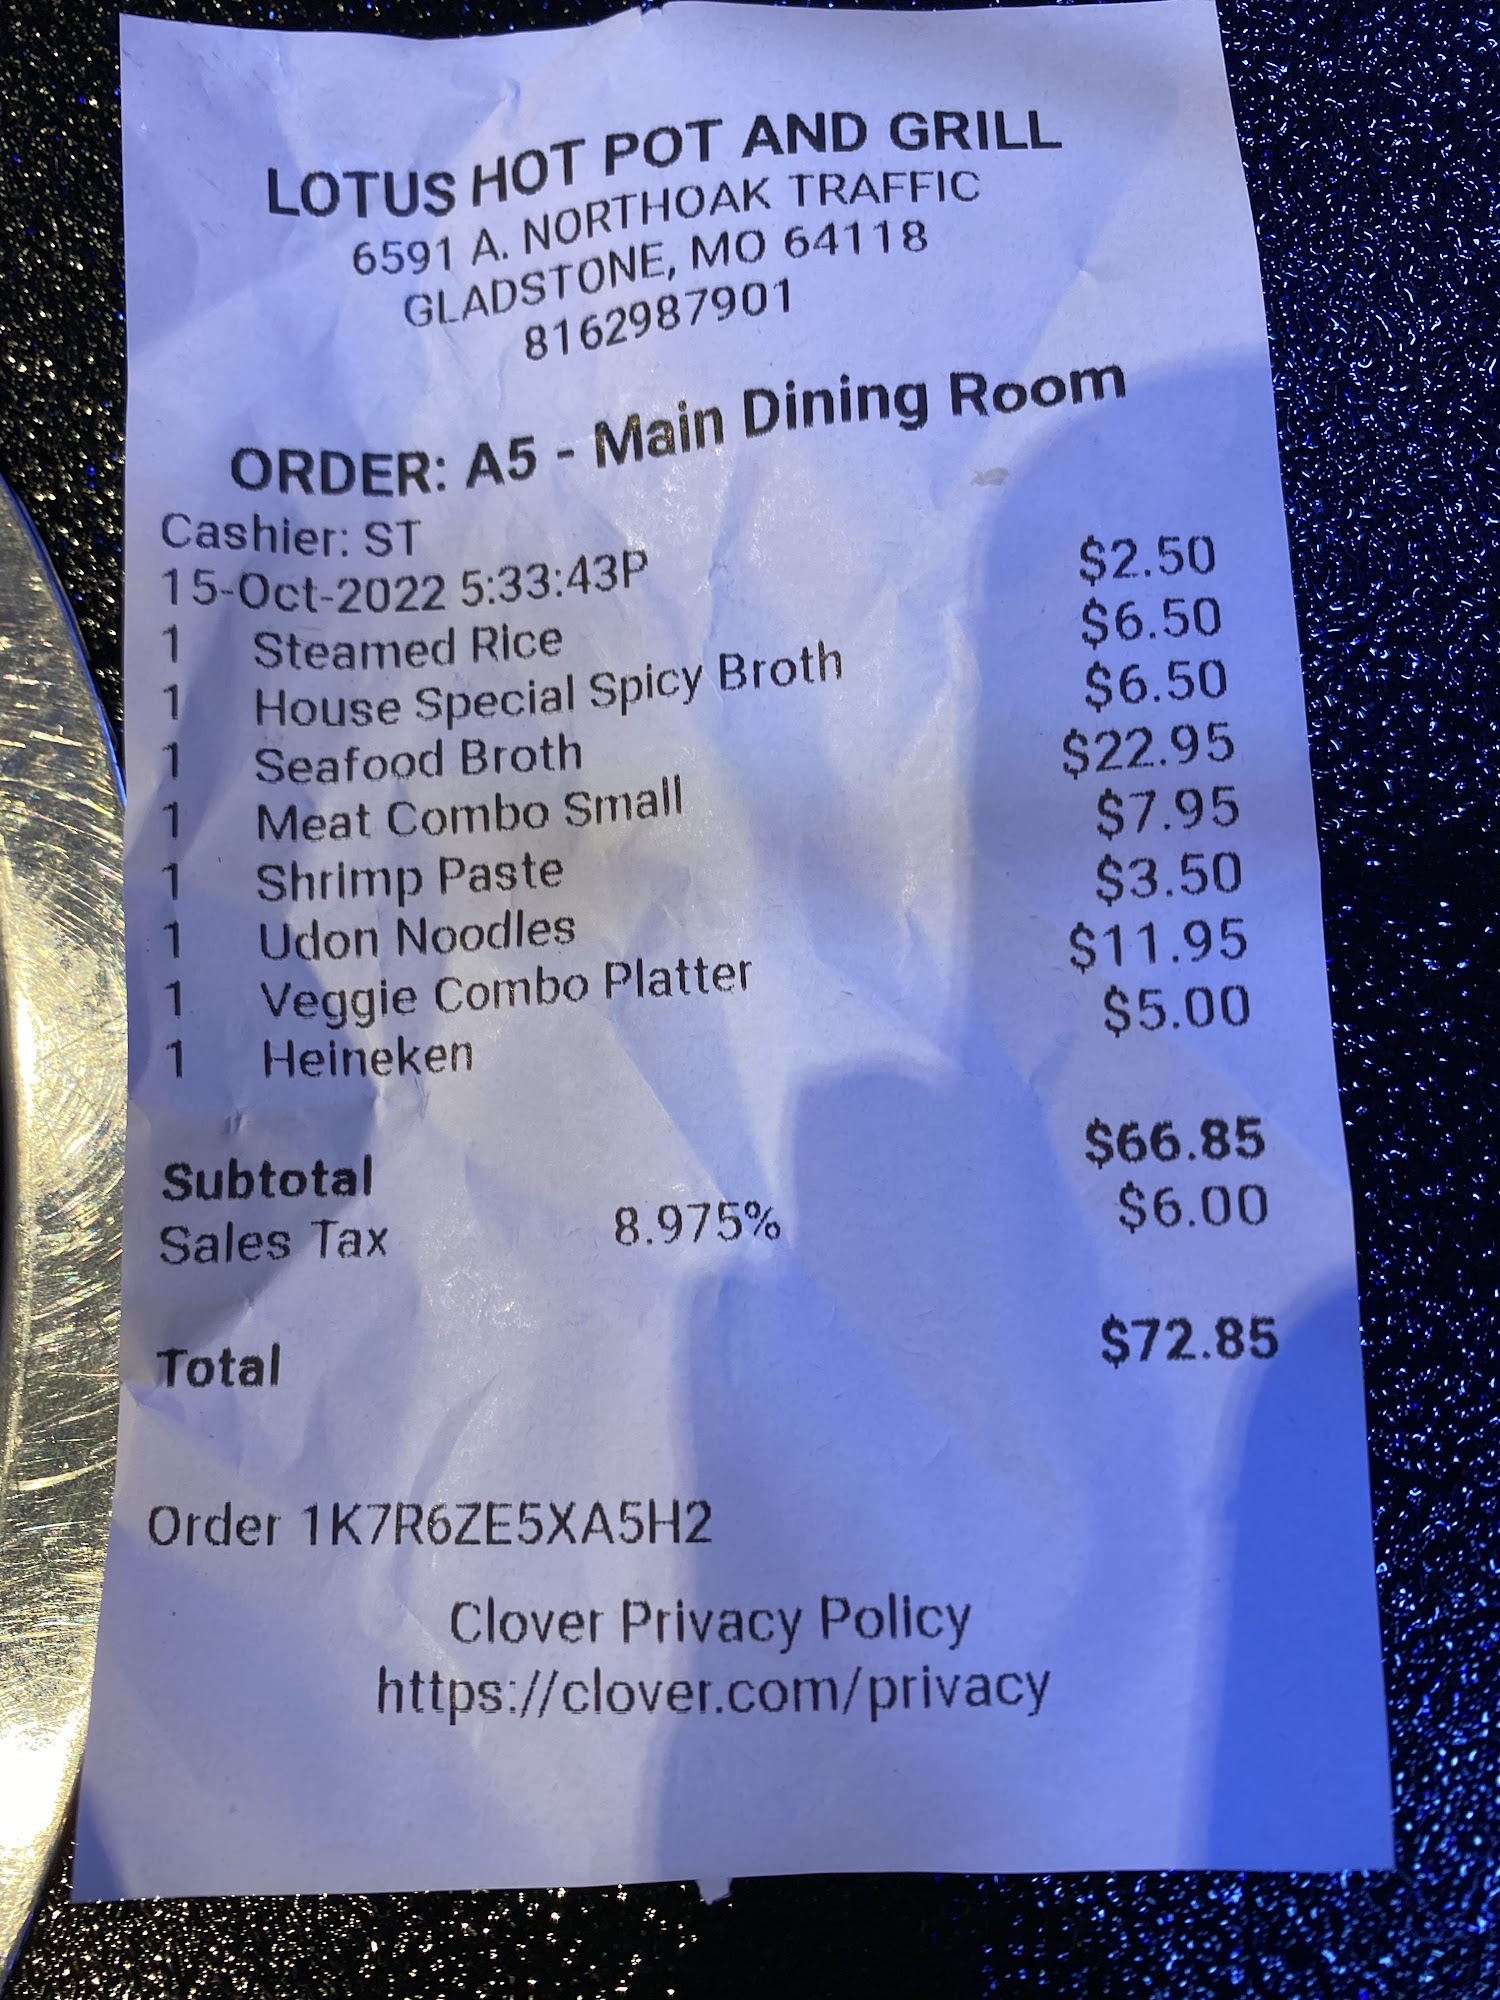 LOTUS HOT POT AND GRILL
6591 A. NORTHOAK TRAFFIC
GLADSTONE, MO 64118
8162987901
ORDER: A5 - Main Dining Room
Cashier: ST
15-Oct-2022 5:33:43P
1 Steamed Rice $2.50
1 House Special Spicy Broth $6.50
1 Seafood Broth $6.50
1 Meat Combo Small $22.95
1 Shrimp Paste $7.95
1 Udon Noodles $3.50
1 Veggie Combo Platter $11.95
1 Heineken $5.00
Subtotal $66.85
Sales Tax 8.975% $6.00
Total $72.85
Order 1K7R6ZE5XA5H2
Clover Privacy Policy
https://clover.com/privacy